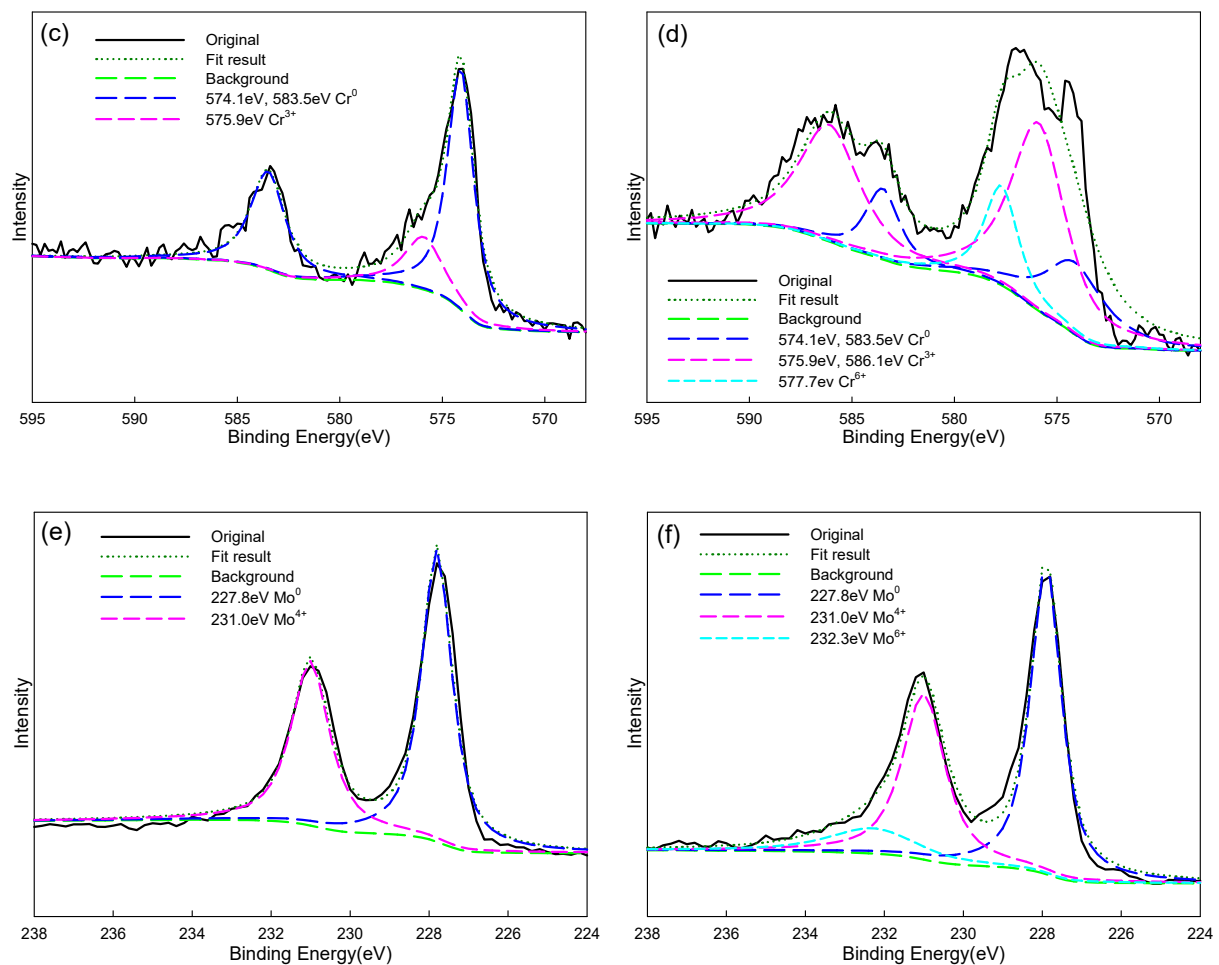 (c)
Original
Fit result
Background
574.1eV, 583.5eV Cr⁰
575.9eV Cr³⁺
Intensity
595 590 585 580 575 570
Binding Energy(eV)
(d)
Original
Fit result
Background
574.1eV, 583.5eV Cr⁰
575.9eV, 586.1eV Cr³⁺
577.7ev Cr⁶⁺
Intensity
595 590 585 580 575 570
Binding Energy(eV)
(e)
Original
Fit result
Background
227.8eV Mo⁰
231.0eV Mo⁴⁺
Intensity
238 236 234 232 230 228 226 224
Binding Energy(eV)
(f)
Original
Fit result
Background
227.8eV Mo⁰
231.0eV Mo⁴⁺
232.3eV Mo⁶⁺
Intensity
238 236 234 232 230 228 226 224
Binding Energy(eV)